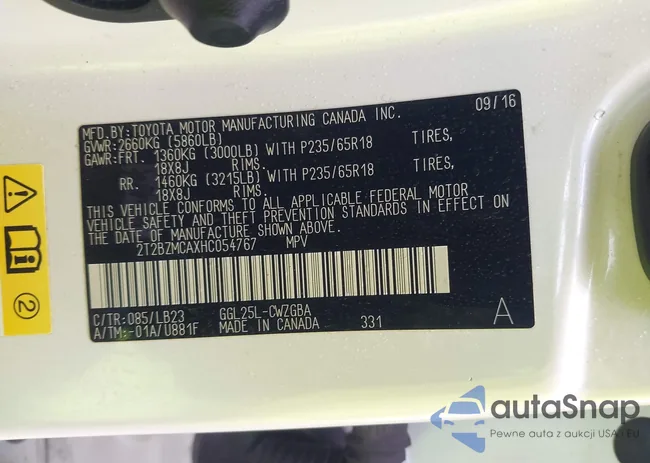 09/16
MFD.BY:TOYOTA MOTOR MANUFACTURING CANADA INC.
GVWR:2660KG (5860LB)
GAWR:FRT. 1360KG (3000LB) WITH P235/65R18 TIRES,
18X8J RIMS.
RR. 1460KG (3215LB) WITH P235/65R18 TIRES,
18X8J RIMS.
THIS VEHICLE CONFORMS TO ALL APPLICABLE FEDERAL MOTOR
VEHICLE SAFETY AND THEFT PREVENTION STANDARDS IN EFFECT ON
THE DATE OF MANUFACTURE SHOWN ABOVE.
2T2BZMCAXHC054767 MPV
C/TR:085/LB23 GGL25L-CWZGBA
A/TM:-01A/U881F MADE IN CANADA 331 A
2
autoSnap
Pewne auta z aukcji USA i EU